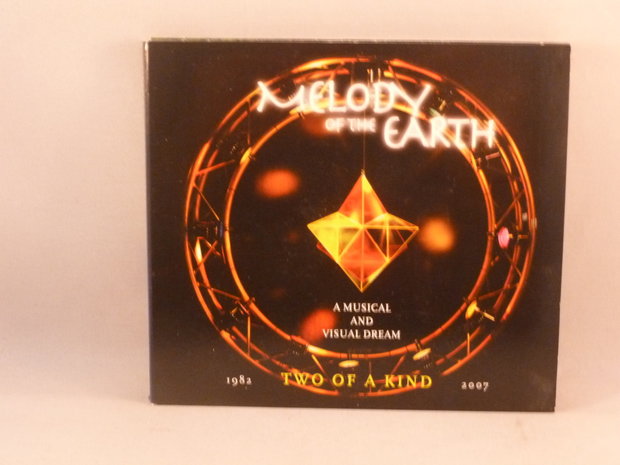 MELODY
OF THE EARTH
A MUSICAL
AND
VISUAL DREAM
1982 TWO OF A KIND 2007